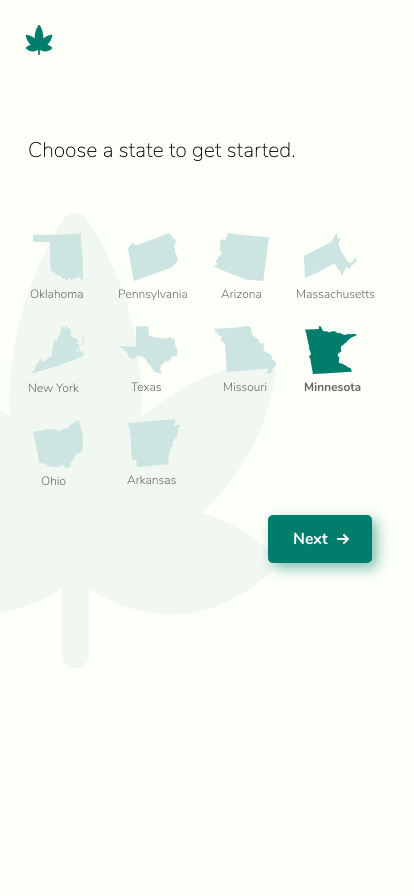 Choose a state to get started.
Oklahoma Pennsylvania Arizona Massachusetts
New York Texas Missouri Minnesota
Ohio Arkansas
Next →